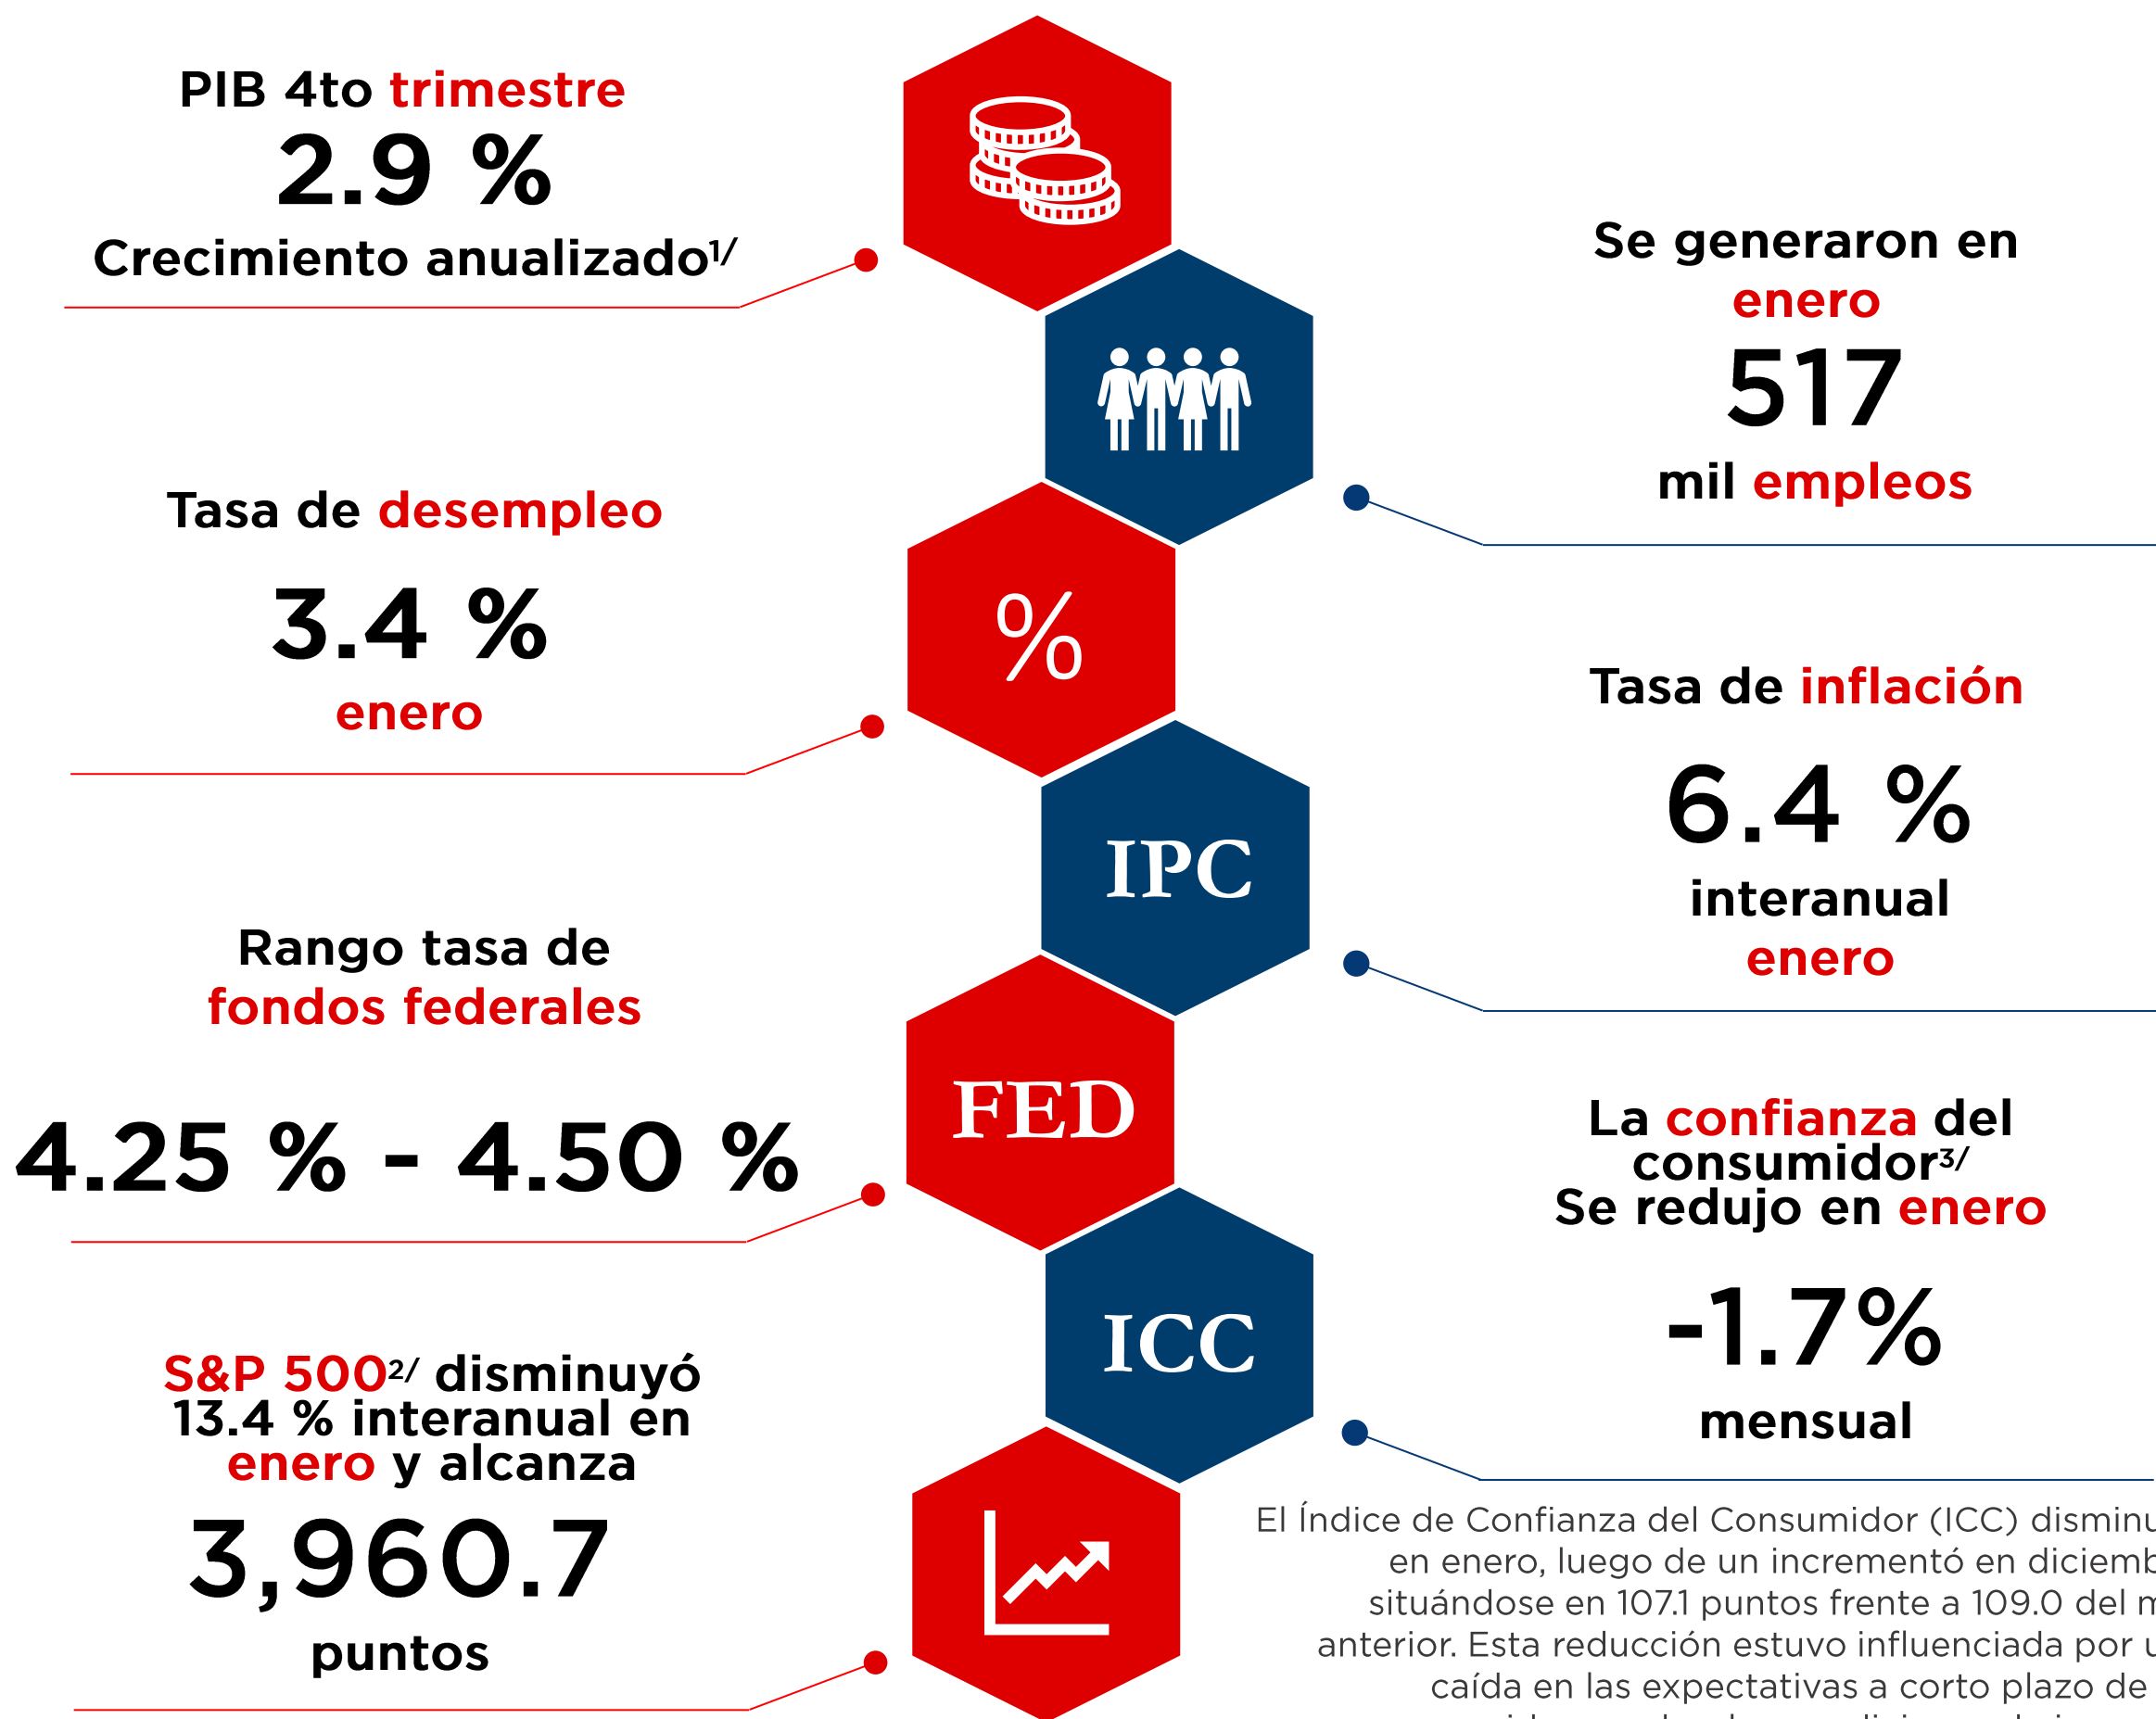 PIB 4to trimestre
2.9 %
Crecimiento anualizado¹/
Se generaron en
enero
517
mil empleos
Tasa de desempleo
3.4 %
enero
%
Tasa de inflación
6.4 %
interanual
enero
IPC
Rango tasa de
fondos federales
4.25 % - 4.50 %
FED
La confianza del
consumidor³/
Se redujo en enero
-1.7%
mensual
ICC
S&P 500²/ disminuyó
13.4 % interanual en
enero y alcanza
3,960.7
puntos
El Índice de Confianza del Consumidor (ICC)
en enero, luego de un incrementó en
situándose en 107.1 puntos frente a 109.0 del
anterior. Esta reducción estuvo influenciada por
caída en las expectativas a corto plazo de